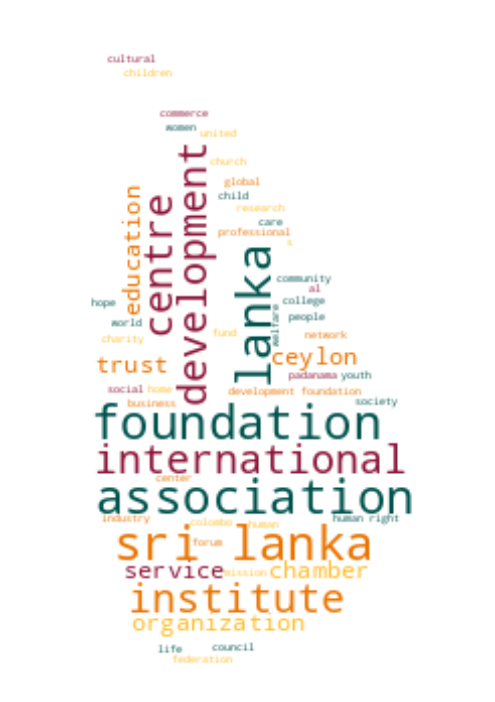 cultural
children
commerce
women
united
development
church
global
education
child
centre
research
care
professional
s
lanka
community
al
hope
college
welfare
world
people
charity
fund
network
ceylon
trust
padanama
youth
social
home
development foundation
business
society
foundation
international
center
association
industry
colombo
human
human right
sri lanka
forum
service
mission
chamber
institute
organization
life
council
federation